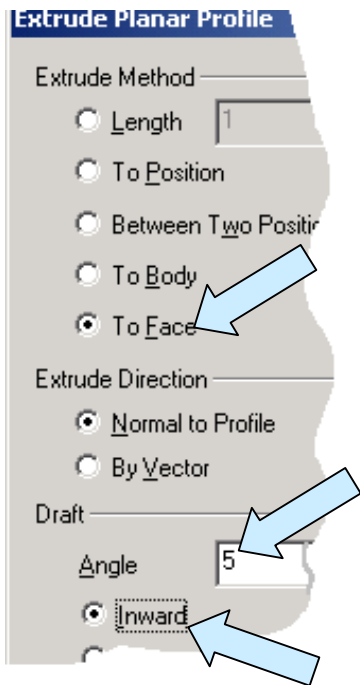 Extrude Planar Profile
Extrude Method
Length 1
To Position
Between Two
To Body
To Face
Extrude Direction
Normal to Profile
By Vector
Draft
Angle 5
Inward